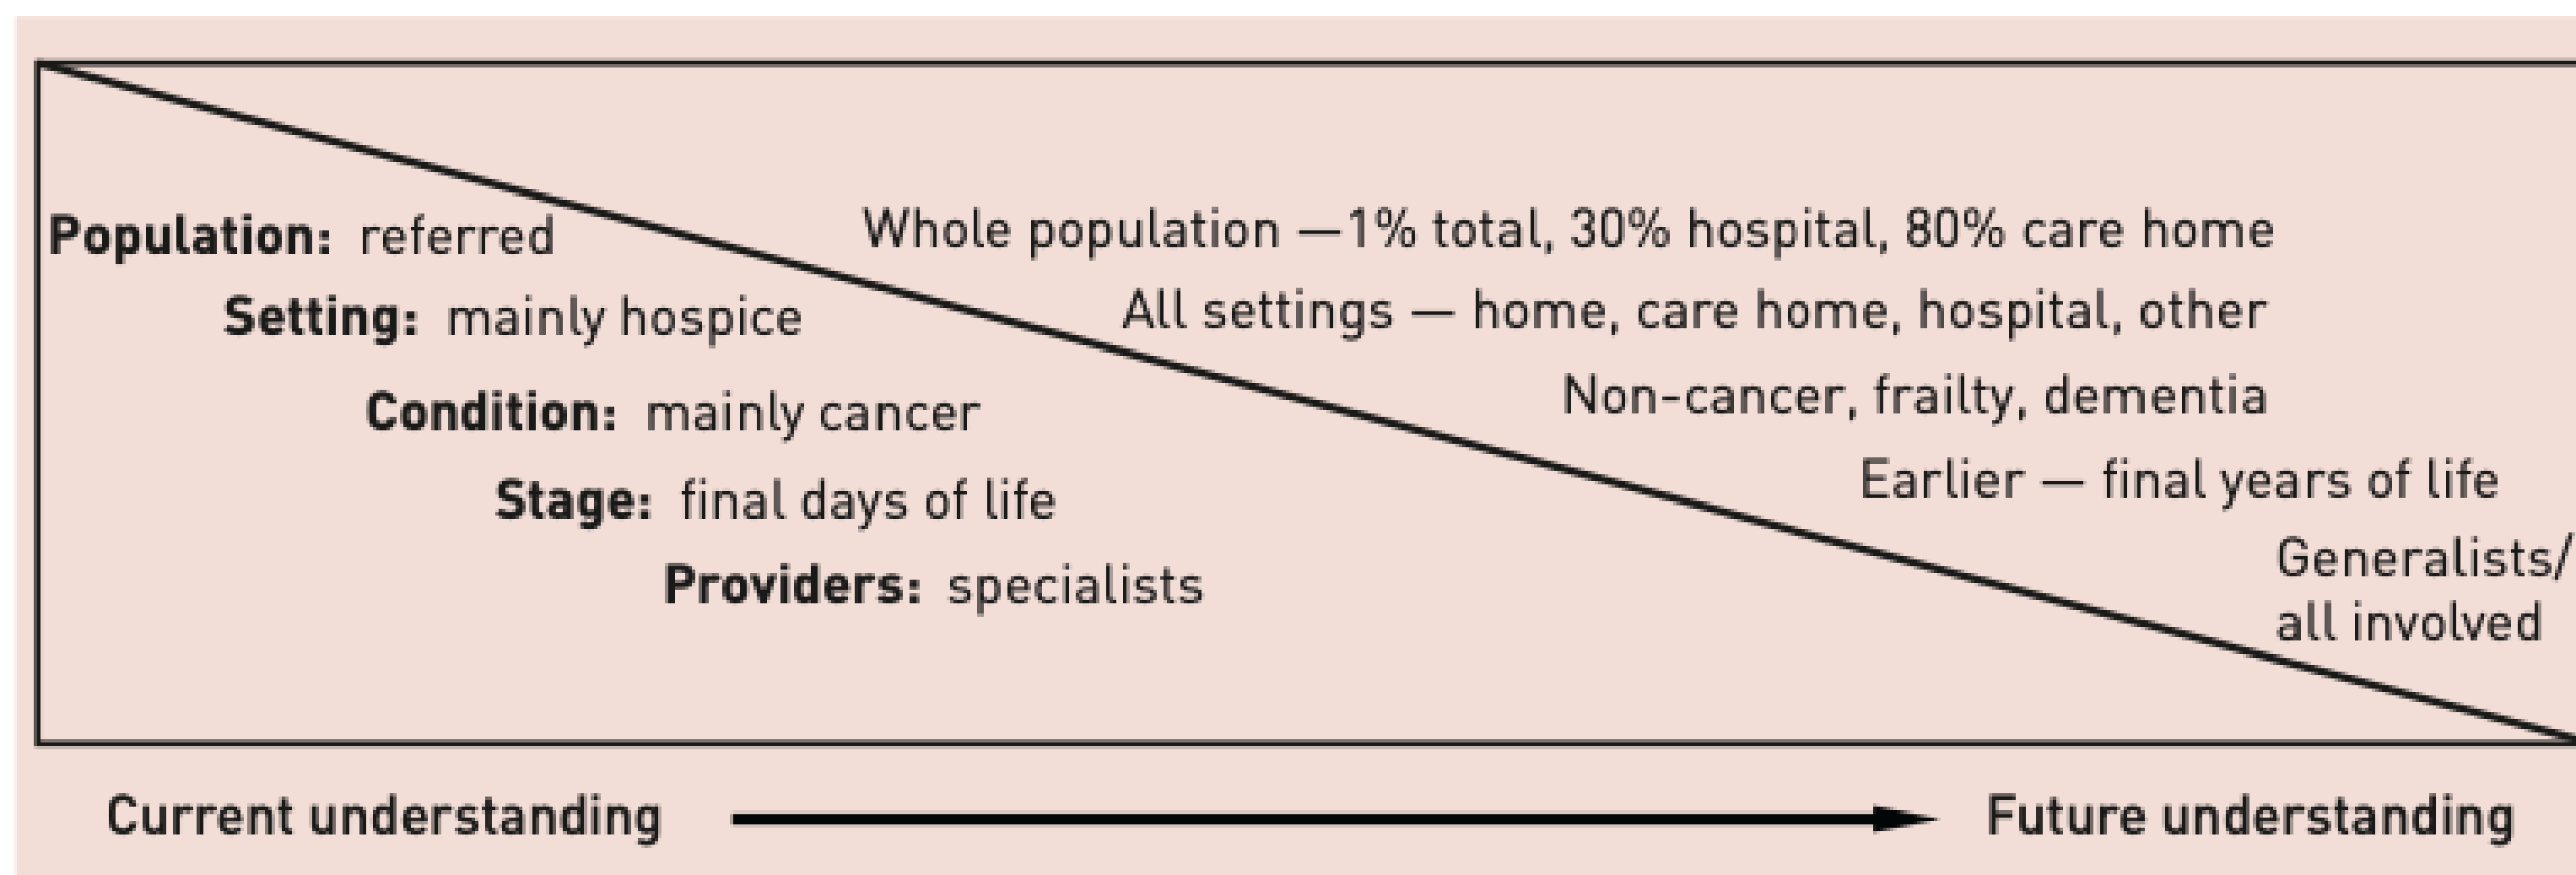 Population: referred
Whole population —1% total, 30% hospital, 80% care home
Setting: mainly hospice
All settings — home, care home, hospital, other
Condition: mainly cancer
Non-cancer, frailty, dementia
Stage: final days of life
Earlier — final years of life
Providers: specialists
Generalists/
all involved
Current understanding
Future understanding